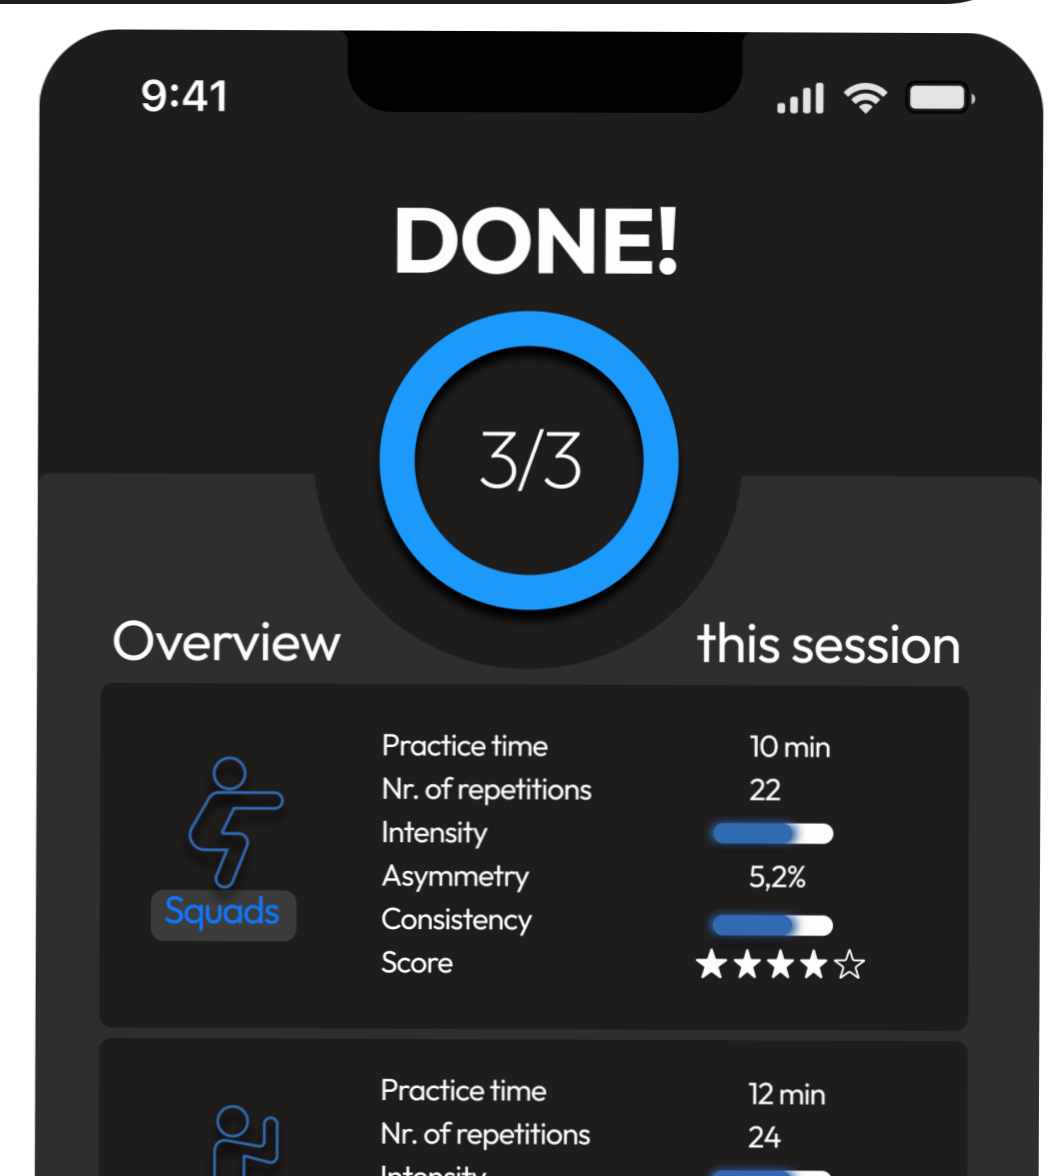 9:41
DONE!
3/3
Overview
this session
Practice time 10 min
Nr. of repetitions 22
Intensity
Asymmetry 5,2%
Consistency
Score
Squads
Practice time 12 min
Nr. of repetitions 24
Intensity